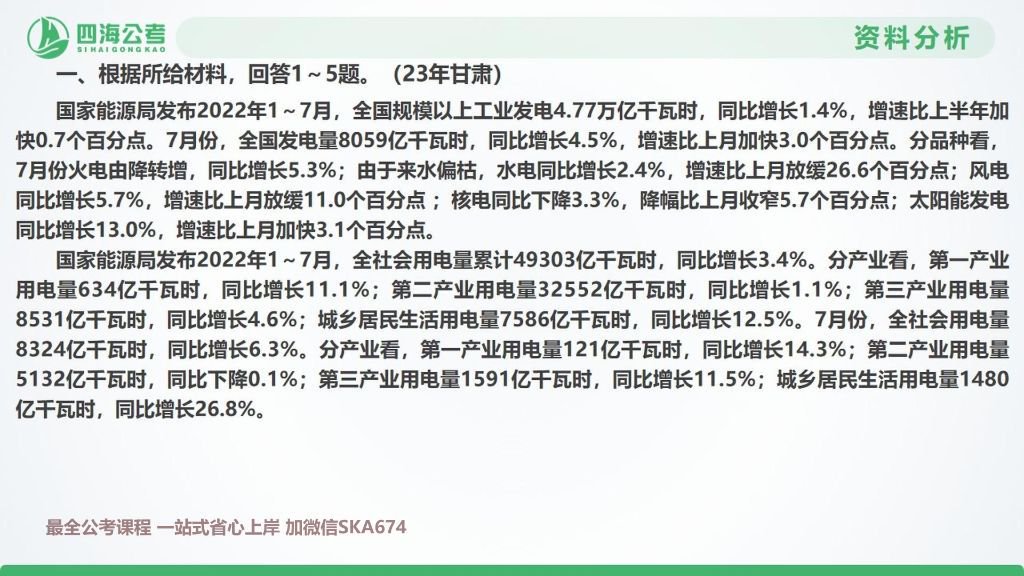 四海公考
SIHAIGONGKAO
资料分析
一、根据所给材料，回答1～5题。（23年甘肃）
国家能源局发布2022年1～7月，全国规模以上工业发电4.77万亿千瓦时，同比增长1.4%，增速比上半年加
快0.7个百分点。7月份，全国发电量8059亿千瓦时，同比增长4.5%，增速比上月加快3.0个百分点。分品种看，
7月份火电由降转增，同比增长5.3%；由于来水偏枯，水电同比增长2.4%，增速比上月放缓26.6个百分点；风电
同比增长5.7%，增速比上月放缓11.0个百分点；核电同比下降3.3%，降幅比上月收窄5.7个百分点；太阳能发电
同比增长13.0%，增速比上月加快3.1个百分点。
国家能源局发布2022年1～7月，全社会用电量累计49303亿千瓦时，同比增长3.4%。分产业看，第一产业
用电量634亿千瓦时，同比增长11.1%；第二产业用电量32552亿千瓦时，同比增长1.1%；第三产业用电量
8531亿千瓦时，同比增长4.6%；城乡居民生活用电量7586亿千瓦时，同比增长12.5%。7月份，全社会用电量
8324亿千瓦时，同比增长6.3%。分产业看，第一产业用电量121亿千瓦时，同比增长14.3%；第二产业用电量
5132亿千瓦时，同比下降0.1%；第三产业用电量1591亿千瓦时，同比增长11.5%；城乡居民生活用电量1480
亿千瓦时，同比增长26.8%。
最全公考课程 一站式省心上岸 加微信SKA674